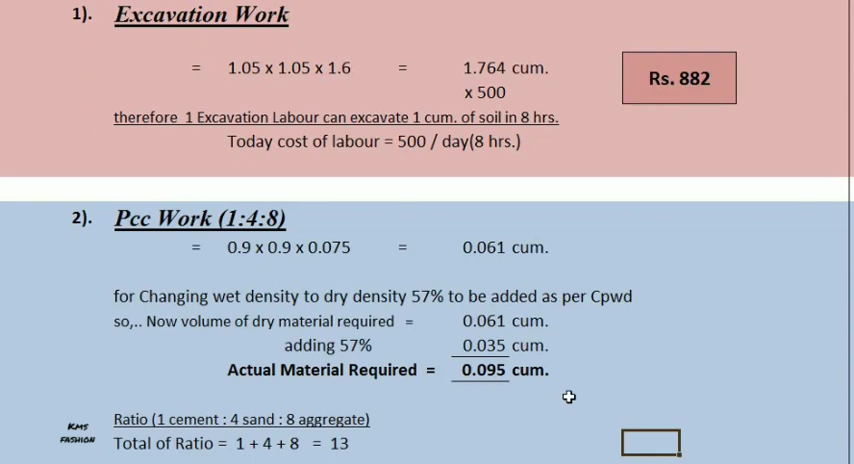 1). Excavation Work
= 1.05 x 1.05 x 1.6 = 1.764 cum.
Rs. 882
x 500
therefore 1 Excavation Labour can excavate 1 cum. of soil in 8 hrs.
Today cost of labour = 500 / day(8 hrs.)
2). Pcc Work (1:4:8)
= 0.9 x 0.9 x 0.075 = 0.061 cum.
for Changing wet density to dry density 57% to be added as per Cpwd
so,.. Now volume of dry material required = 0.061 cum.
adding 57% 0.035 cum.
Actual Material Required = 0.095 cum.
Ratio (1 cement : 4 sand : 8 aggregate)
KMS
FASHION
Total of Ratio = 1 + 4 + 8 = 13